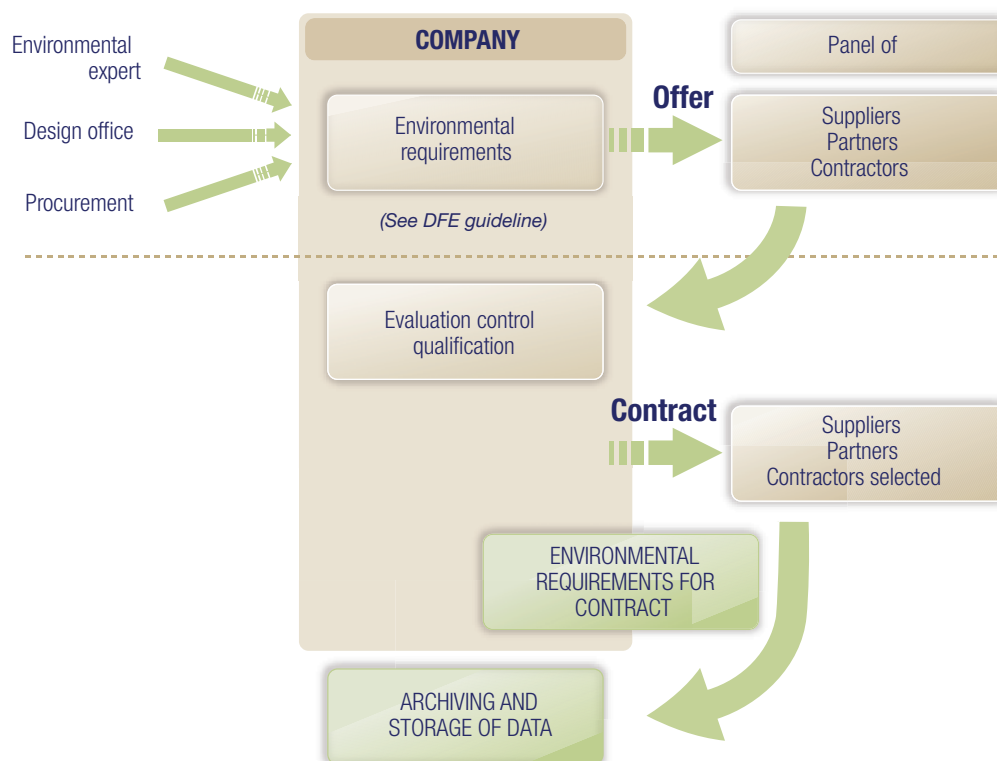 COMPANY
Environmental
expert
Design office
Procurement
Environmental
requirements
(See DFE guideline)
Offer
Panel of
Suppliers
Partners
Contractors
Evaluation control
qualification
Contract
Suppliers
Partners
Contractors selected
ENVIRONMENTAL
REQUIREMENTS FOR
CONTRACT
ARCHIVING AND
STORAGE OF DATA